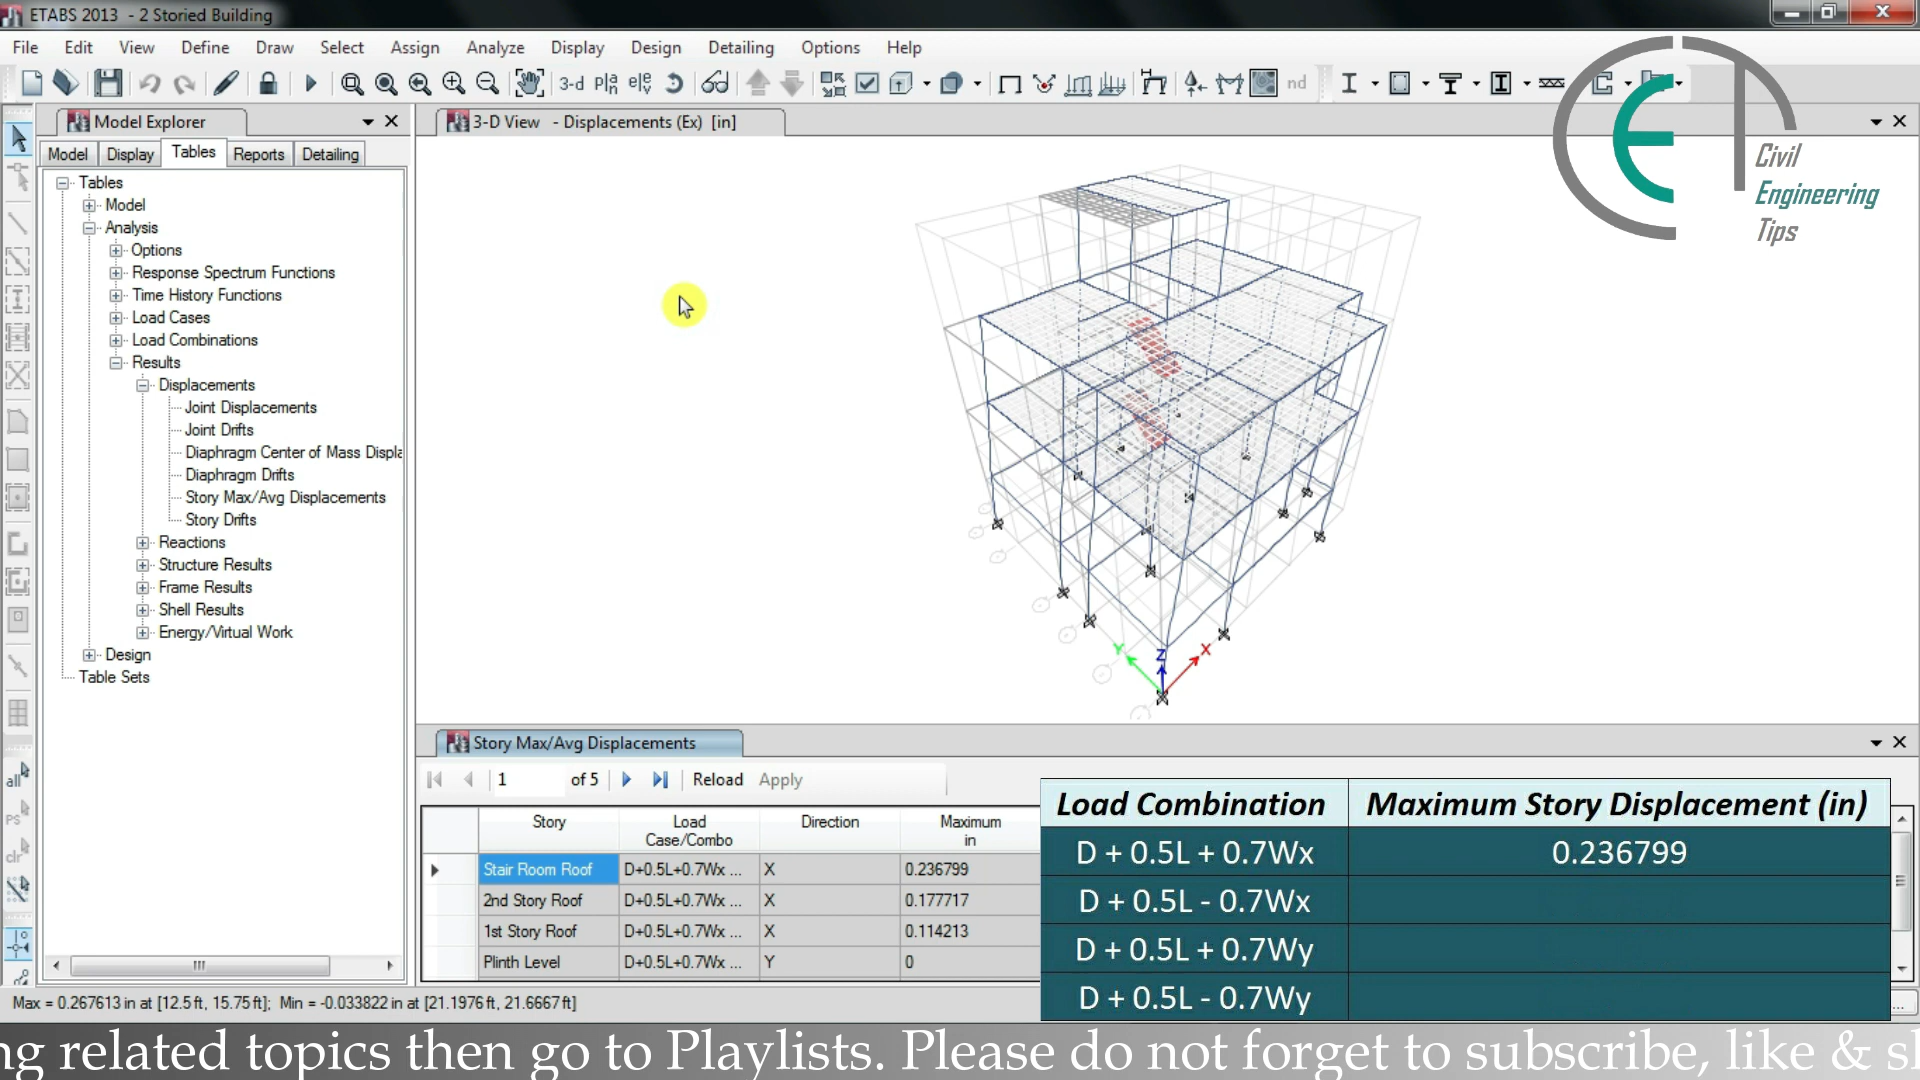 ETABS 2013 - 2 Storied Building
File Edit View Define Draw Select Assign Analyze Display Design Detailing Options Help
3-d nd
Model Explorer
3-D View - Displacements (Ex) [in]
Civil
Engineering
Tips
Model Display Tables Reports Detailing
Tables
Model
Analysis
Options
Response Spectrum Functions
Time History Functions
Load Cases
Load Combinations
Results
Displacements
Joint Displacements
Joint Drifts
Diaphragm Center of Mass Displa
Diaphragm Drifts
Story Max/Avg Displacements
Story Drifts
Reactions
Structure Results
Frame Results
Shell Results
Energy/Virtual Work
Design
Table Sets
all
PS
clr
Y Z X
Story Max/Avg Displacements
1 of 5 Reload Apply
Story Load Case/Combo Direction Maximum in
Stair Room Roof D+0.5L+0.7Wx ... X 0.236799
2nd Story Roof D+0.5L+0.7Wx ... X 0.177717
1st Story Roof D+0.5L+0.7Wx ... X 0.114213
Plinth Level D+0.5L+0.7Wx ... Y 0
Load Combination Maximum Story Displacement (in)
D + 0.5L + 0.7Wx 0.236799
D + 0.5L - 0.7Wx
D + 0.5L + 0.7Wy
D + 0.5L - 0.7Wy
Max = 0.267613 in at [12.5 ft, 15.75 ft]; Min = -0.033822 in at [21.1976 ft, 21.6667 ft]
ng related topics then go to Playlists. Please do not forget to subscribe, like & s